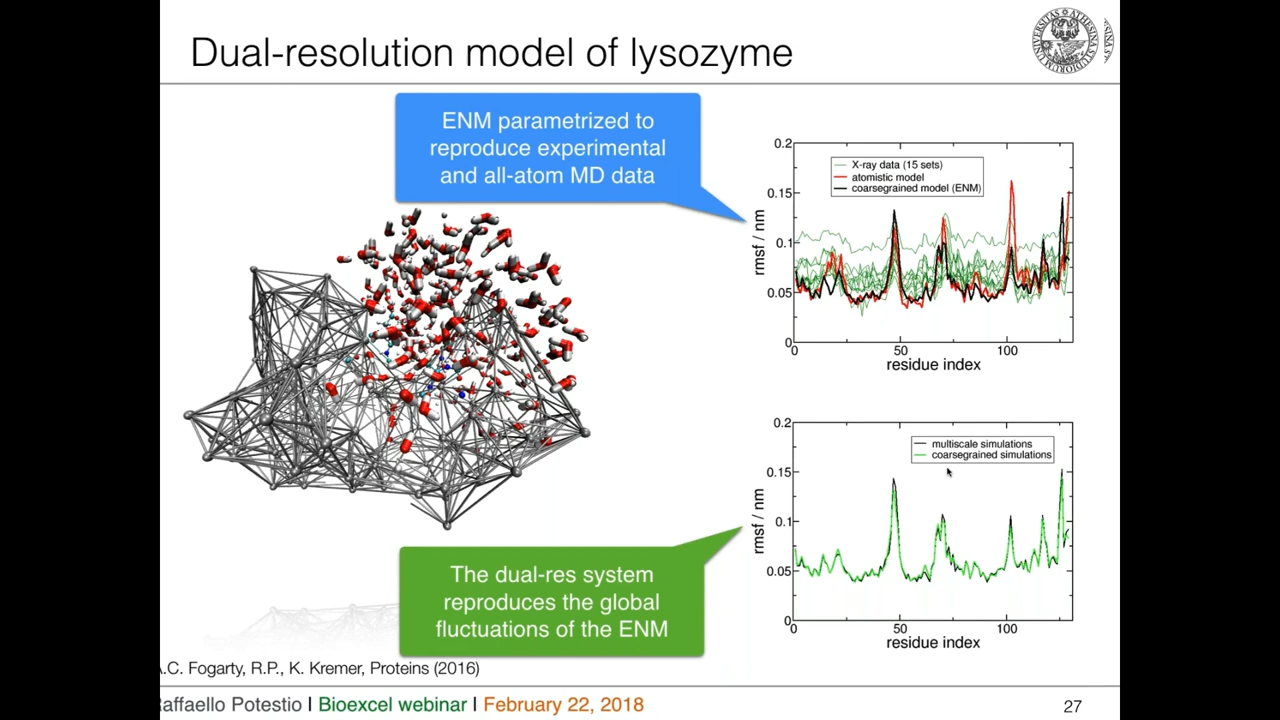 Dual-resolution model of lysozyme
ENM parametrized to
reproduce experimental
and all-atom MD data
0.2
0.15
0.1
0.05
0
rmsf / nm
X-ray data (15 sets)
atomistic model
coarsegrained model (ENM)
0
50
100
residue index
0.2
0.15
0.1
0.05
0
rmsf / nm
multiscale simulations
coarsegrained simulations
0
50
100
residue index
The dual-res system
reproduces the global
fluctuations of the ENM
.C. Fogarty, R.P., K. Kremer, Proteins (2016)
affaello Potestio I Bioexcel webinar I February 22, 2018
27